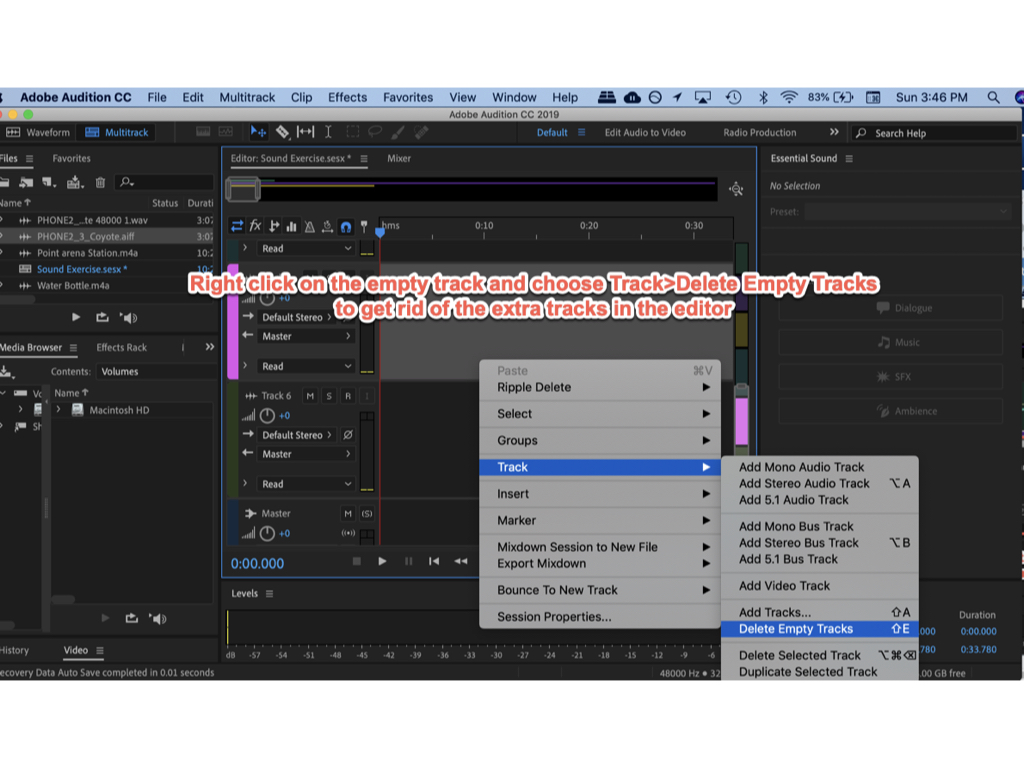 Adobe Audition CC File Edit Multitrack Clip Effects Favorites View Window Help 83% Sun 3:46 PM
Adobe Audition CC 2019
Waveform Multitrack Default Edit Audio to Video Radio Production >> Search Help
Files Favorites
Editor: Sound Exercise.sesx * Mixer
Essential Sound
No Selection
Preset:
Name Status Durati
PHONE2_...te 48000 1.wav 3:07
PHONE2_3_Coyote.aiff 3:07
Point arena Station.m4a 10:2
Sound Exercise.sesx * 10:2
Water Bottle.m4a
fx
hms 0:10 0:20 0:30
Read
Right click on the empty track and choose Track>Delete Empty Tracks
to get rid of the extra tracks in the editor
+0
Default Stereo
Master
Read
Track 6 M S R I
+0
Default Stereo Ø
Master
Read
Master M (S)
+0
0:00.000
Media Browser Effects Rack >>
Contents: Volumes
Name
Macintosh HD
Dialogue
Music
SFX
Ambience
Paste ⌘V
Ripple Delete
Select
Groups
Track
Insert
Marker
Mixdown Session to New File
Export Mixdown
Bounce To New Track
Session Properties...
Add Mono Audio Track
Add Stereo Audio Track ⌥A
Add 5.1 Audio Track
Add Mono Bus Track
Add Stereo Bus Track ⌥B
Add 5.1 Bus Track
Add Video Track
Add Tracks... ⇧A
Delete Empty Tracks ⇧E
Delete Selected Track ⌥⌘⌫
Duplicate Selected Track
Levels
dB -57 -54 -51 -48 -45 -42 -39 -36 -33 -30 -27 -24 -21 -18 -15 -12 -9 -6
Duration
000 0:00.000
780 0:33.780
History Video
ecovery Data Auto Save completed in 0.01 seconds
48000 Hz • 32
.00 GB free